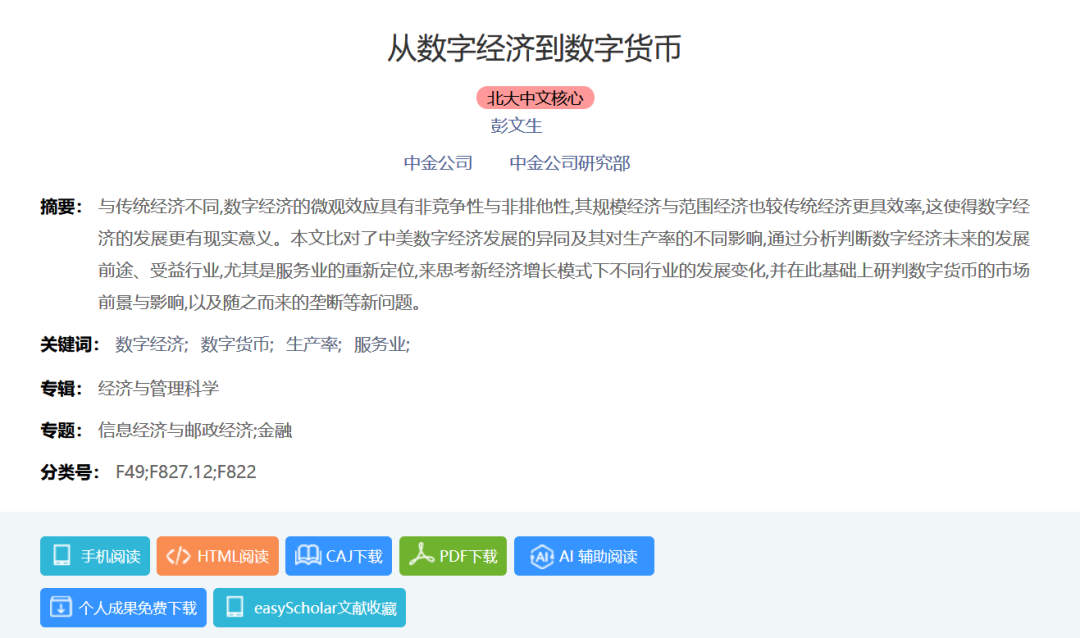 从数字经济到数字货币
北大中文核心
彭文生
中金公司 中金公司研究部
摘要： 与传统经济不同,数字经济的微观效应具有非竞争性与非排他性,其规模经济与范围经济也较传统经济更具效率,这使得数字经
济的发展更有现实意义。本文比对了中美数字经济发展的异同及其对生产率的不同影响,通过分析判断数字经济未来的发展
前途、受益行业,尤其是服务业的重新定位,来思考新经济增长模式下不同行业的发展变化,并在此基础上研判数字货币的市场
前景与影响,以及随之而来的垄断等新问题。
关键词： 数字经济; 数字货币; 生产率; 服务业;
专辑： 经济与管理科学
专题： 信息经济与邮政经济;金融
分类号： F49;F827.12;F822
手机阅读 HTML阅读 CAJ下载 PDF下载 AI AI 辅助阅读
个人成果免费下载 easyScholar文献收藏